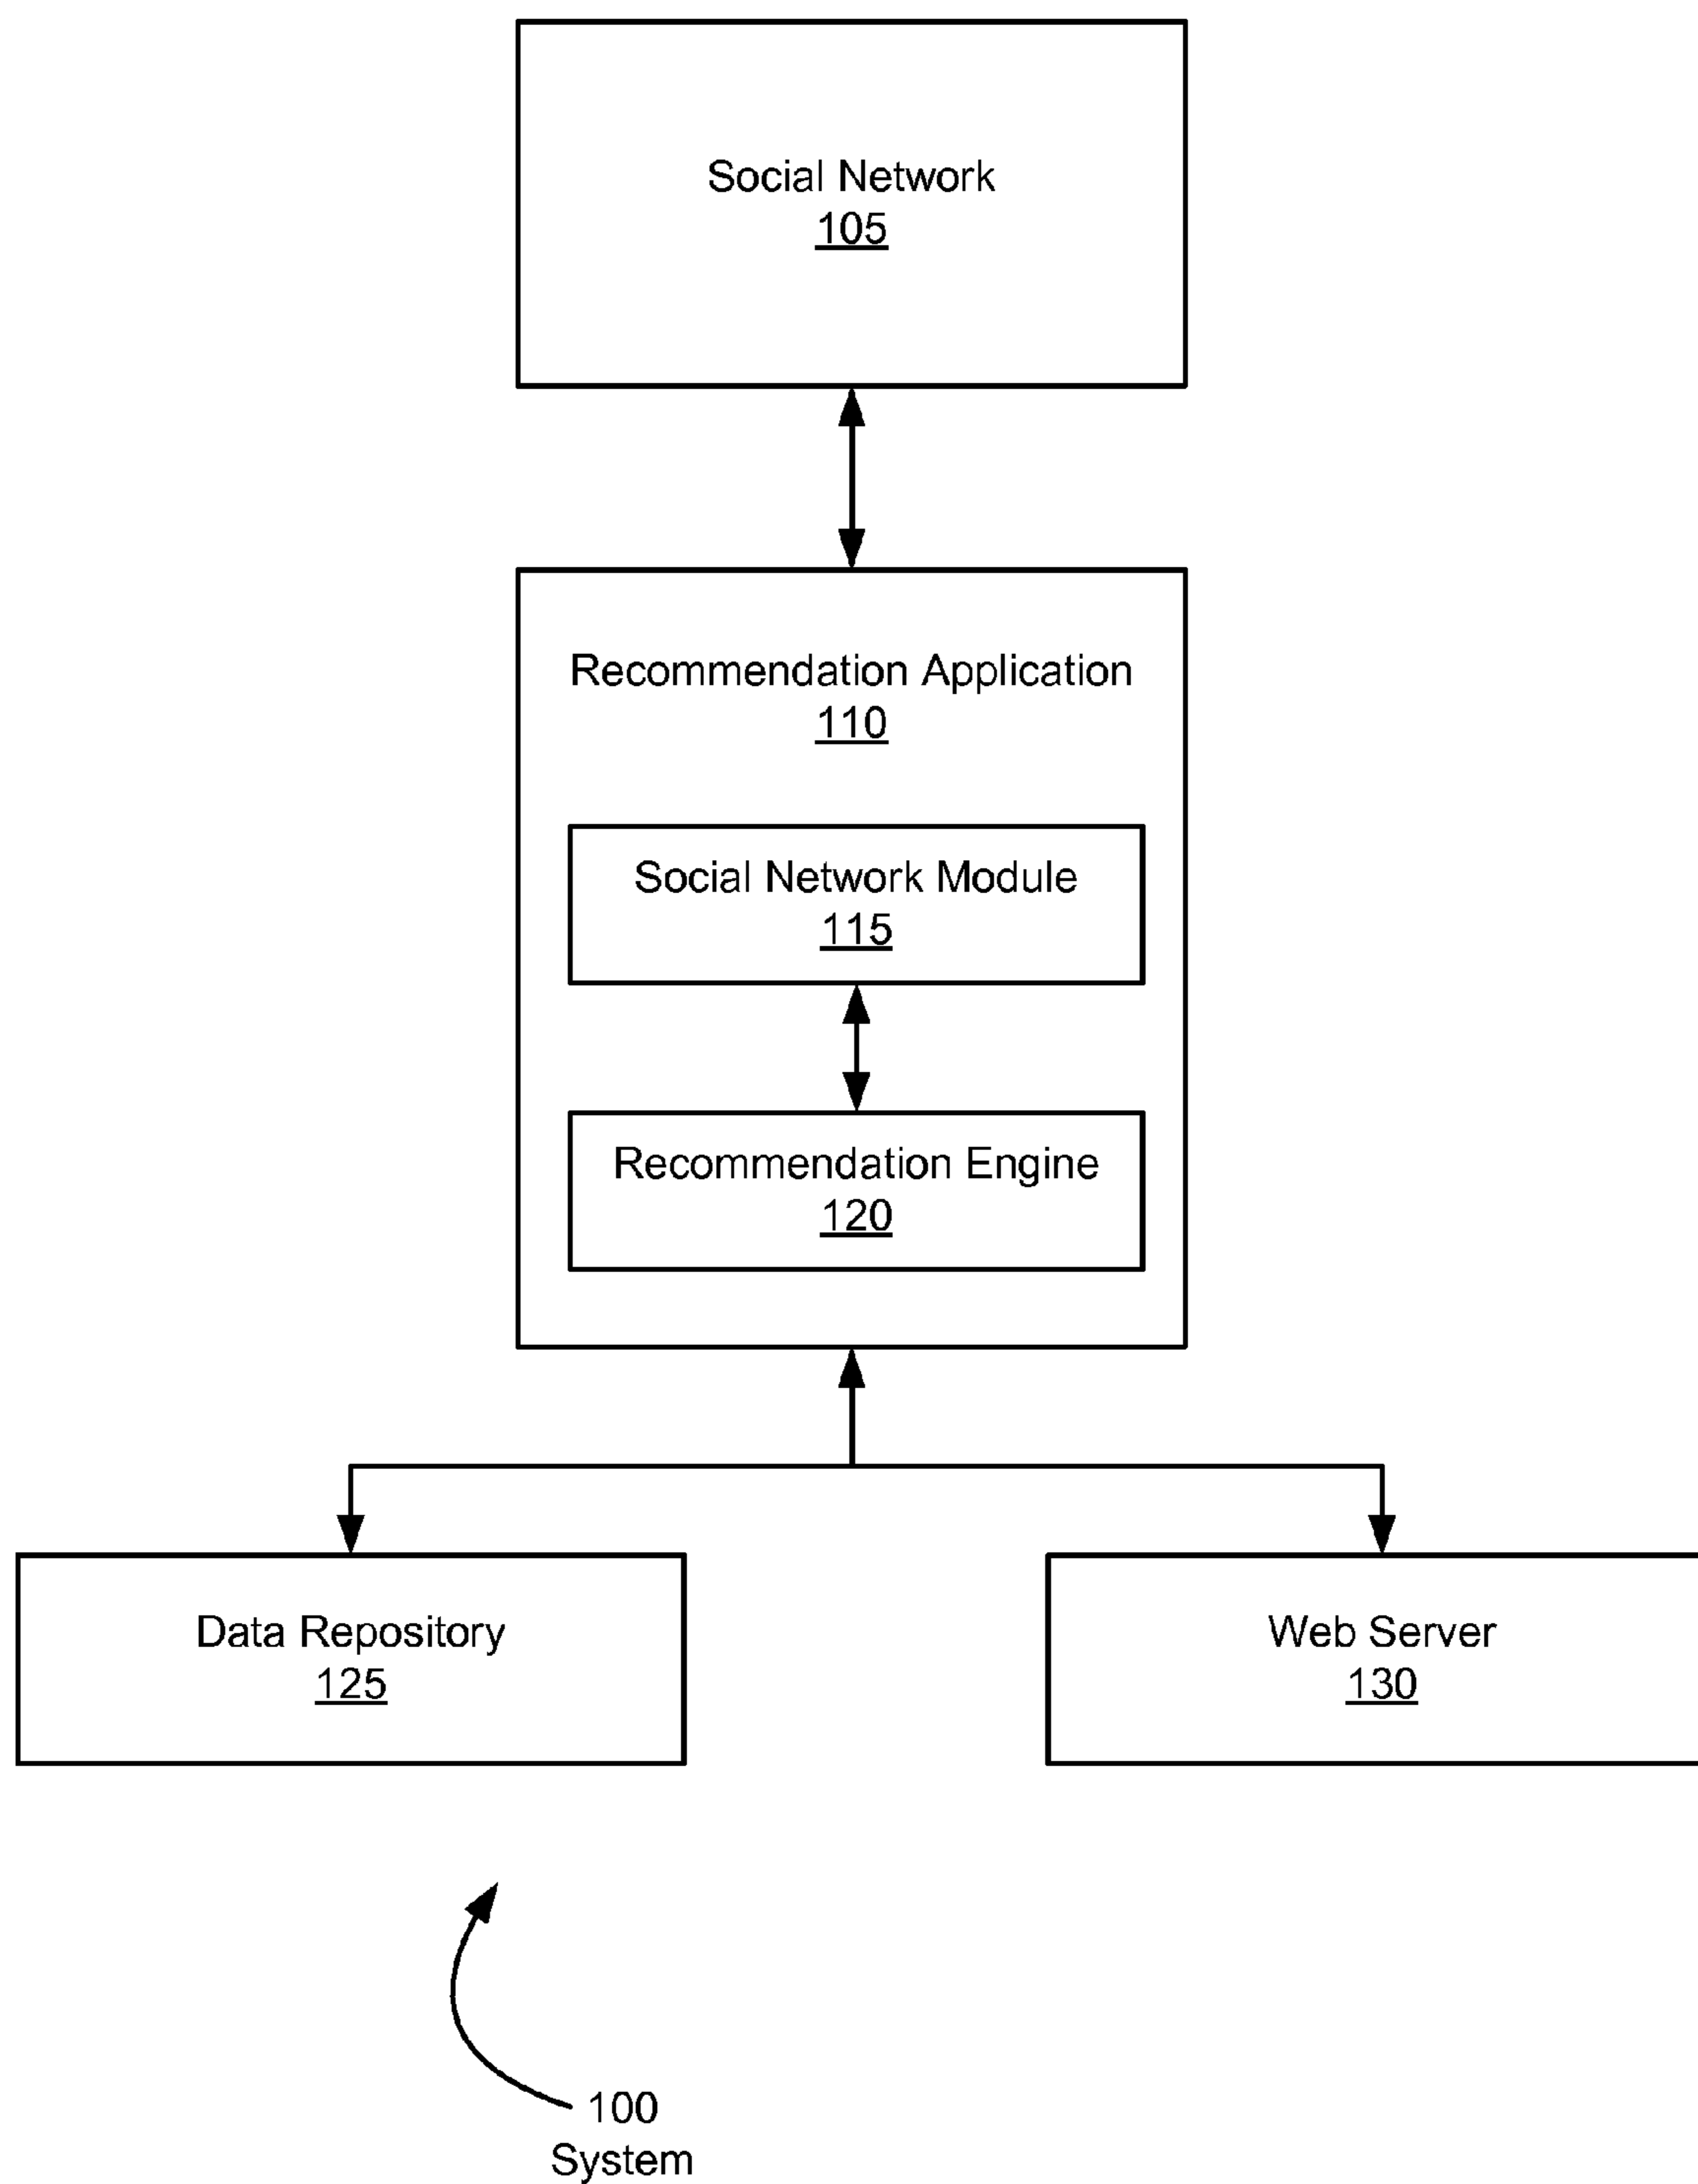 Social Network
105
Recommendation Application
110
Social Network Module
115
Recommendation Engine
120
Data Repository
125
Web Server
130
100
System